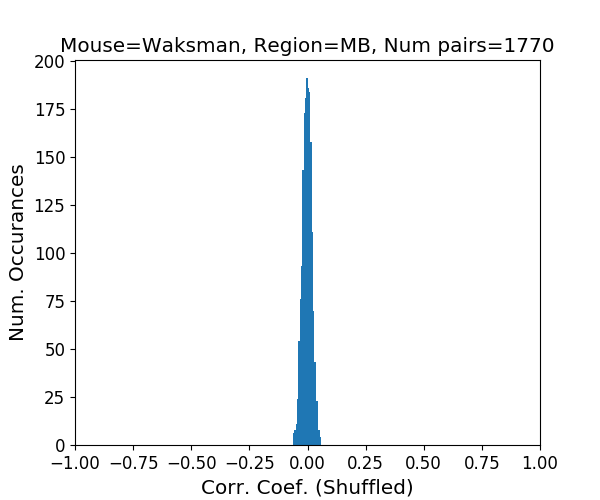 Mouse=Waksman, Region=MB, Num pairs=1770
200
175
150
125
100
75
50
25
0
Num. Occurances
−1.00 −0.75 −0.50 −0.25 0.00 0.25 0.50 0.75 1.00
Corr. Coef. (Shuffled)